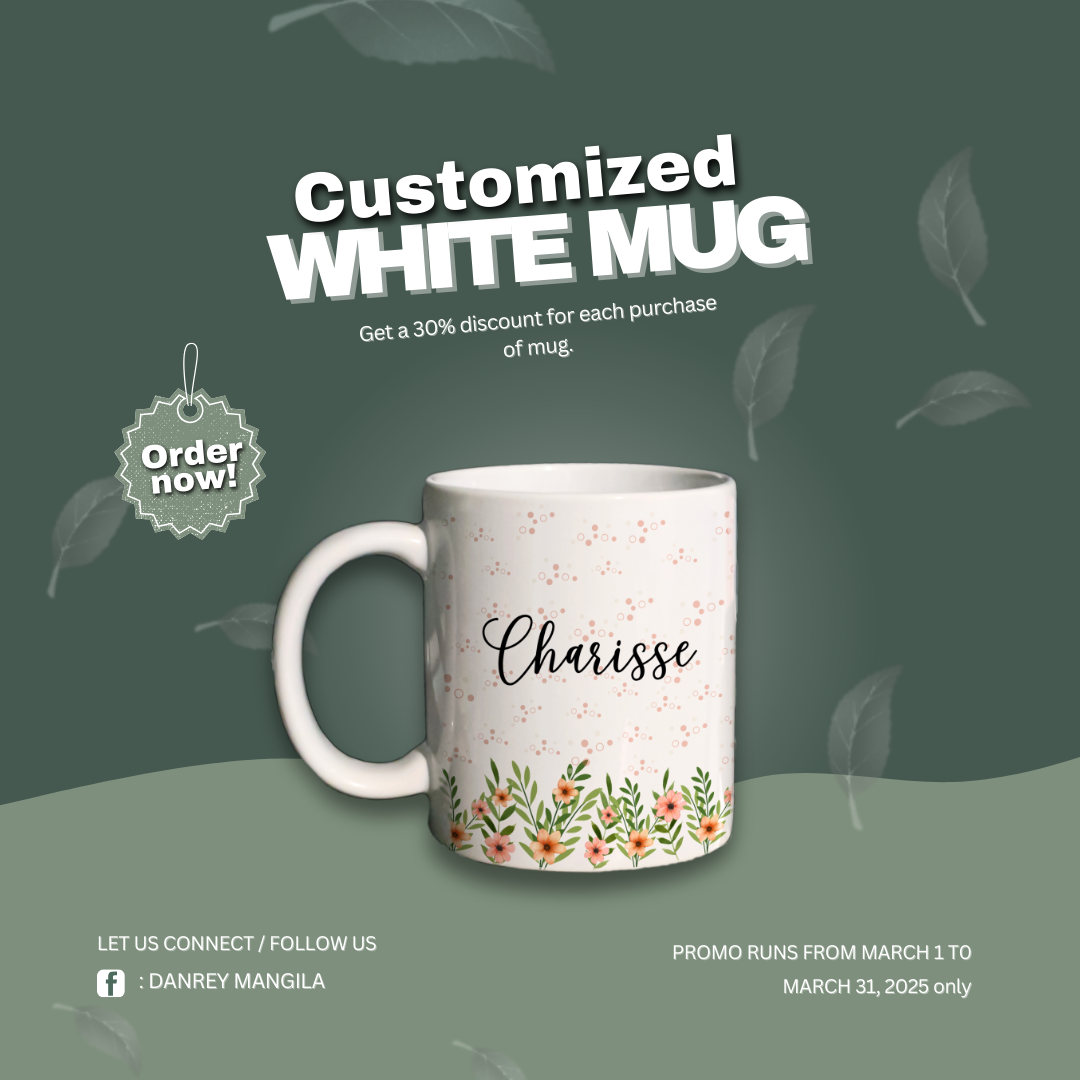 Customized
WHITE MUG
Get a 30% discount for each purchase
of mug.
Order
now!
Charisse
LET US CONNECT / FOLLOW US
f : DANREY MANGILA
PROMO RUNS FROM MARCH 1 T0
MARCH 31, 2025 only